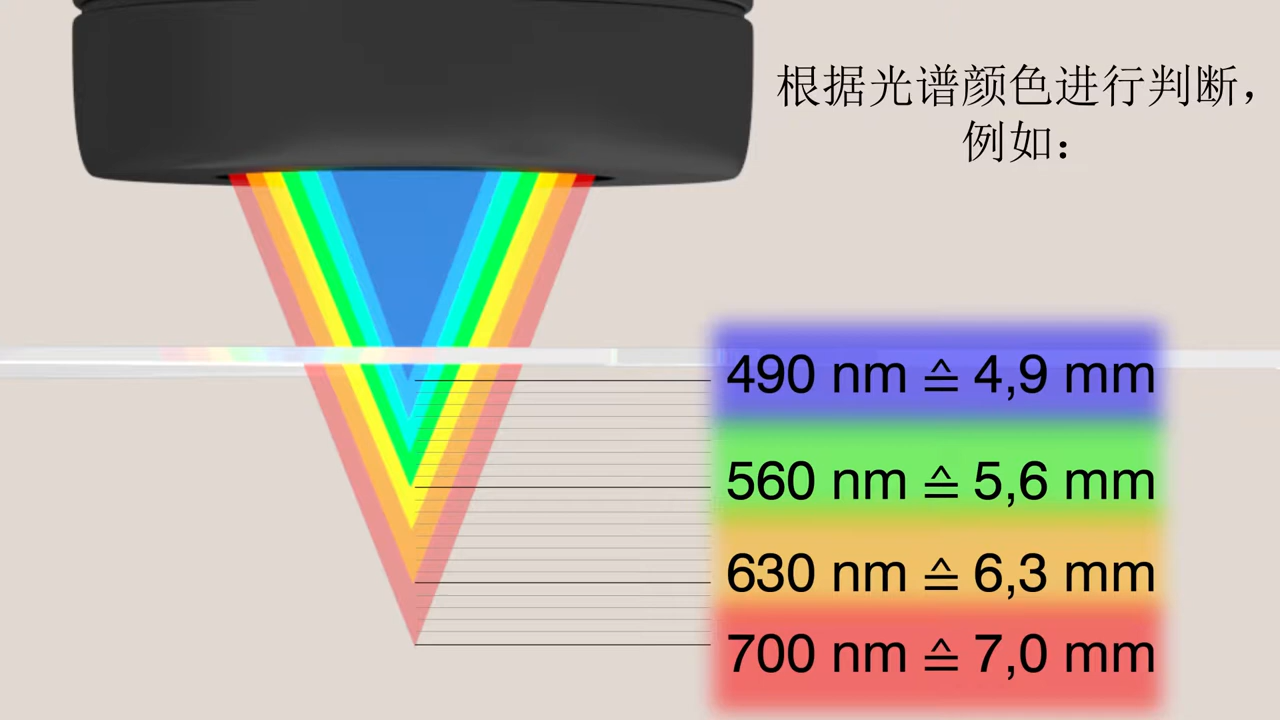 根据光谱颜色进行判断，
例如：
490 nm ≙ 4,9 mm
560 nm ≙ 5,6 mm
630 nm ≙ 6,3 mm
700 nm ≙ 7,0 mm